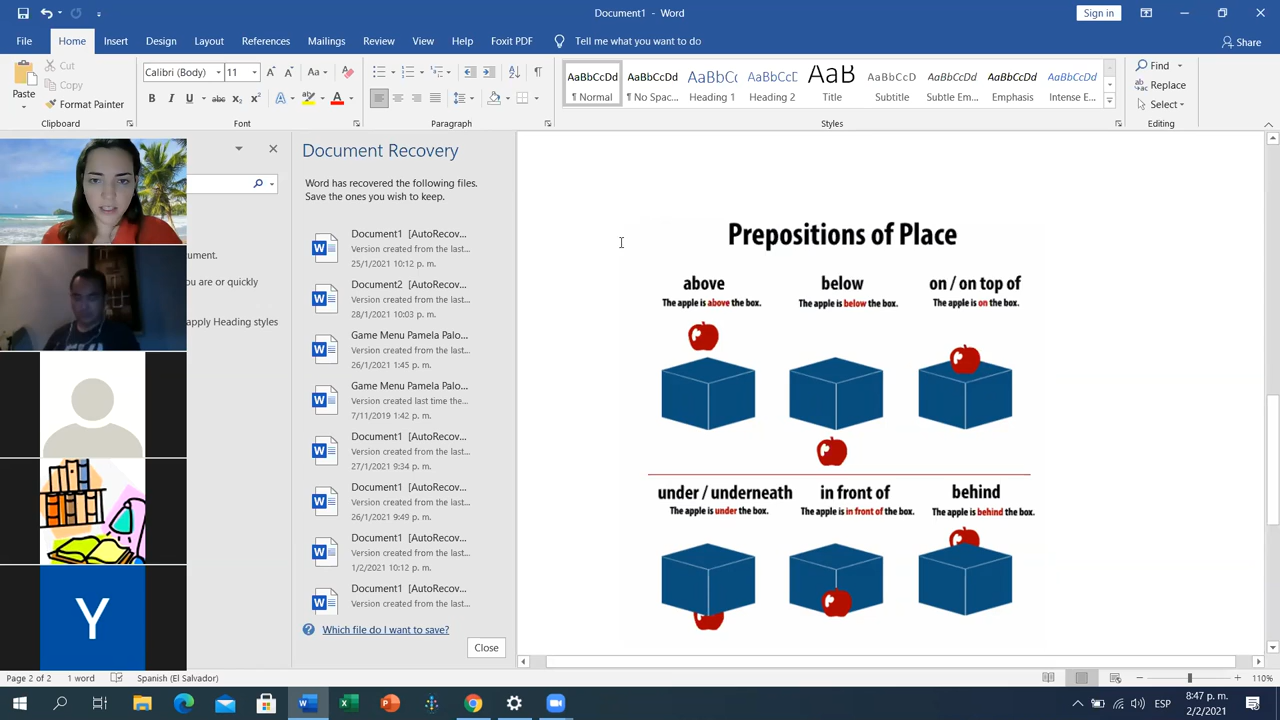 Document1 - Word
Sign in
File Home Insert Design Layout References Mailings Review View Help Foxit PDF Tell me what you want to do Share
Paste
Cut
Copy
Format Painter
Calibri (Body) 11
Aa
B I U abc X₂ X² A A
AaBbCcDd AaBbCcDd AaBbC( AaBbCcE AaB AaBbCcD AaBbCcDd AaBbCcDd AaBbCcDd
¶ Normal ¶ No Spac... Heading 1 Heading 2 Title Subtitle Subtle Em... Emphasis Intense E...
Find
Replace
Select
Clipboard Font Paragraph Styles Editing
cument.
ou are or quickly
apply Heading styles
Document Recovery
Word has recovered the following files.
Save the ones you wish to keep.
Document1 [AutoRecov...
Version created from the last...
25/1/2021 10:12 p. m.
Document2 [AutoRecov...
Version created from the last...
28/1/2021 10:03 p. m.
Game Menu Pamela Palo...
Version created from the last...
26/1/2021 1:45 p. m.
Game Menu Pamela Palo...
Version created last time the...
7/11/2019 1:42 p. m.
Document1 [AutoRecov...
Version created from the last...
27/1/2021 9:34 p. m.
Document1 [AutoRecov...
Version created from the last...
26/1/2021 9:49 p. m.
Document1 [AutoRecov...
Version created from the last...
1/2/2021 10:12 p. m.
Document1 [AutoRecov...
Version created from the last...
Which file do I want to save?
Close
Prepositions of Place
above below on / on top of
The apple is above the box. The apple is below the box. The apple is on the box.
under / underneath in front of behind
The apple is under the box. The apple is in front of the box. The apple is behind the box.
Y
Page 2 of 2 1 word Spanish (El Salvador) 110%
ESP
8:47 p. m.
2/2/2021